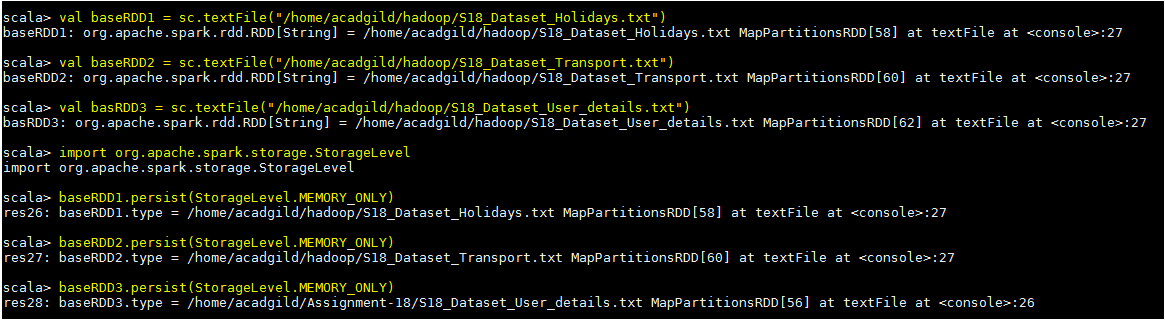 scala> val baseRDD1 = sc.textFile("/home/acadgild/hadoop/S18_Dataset_Holidays.txt")
baseRDD1: org.apache.spark.rdd.RDD[String] = /home/acadgild/hadoop/S18_Dataset_Holidays.txt MapPartitionsRDD[58] at textFile at <console>:27
scala> val baseRDD2 = sc.textFile("/home/acadgild/hadoop/S18_Dataset_Transport.txt")
baseRDD2: org.apache.spark.rdd.RDD[String] = /home/acadgild/hadoop/S18_Dataset_Transport.txt MapPartitionsRDD[60] at textFile at <console>:27
scala> val basRDD3 = sc.textFile("/home/acadgild/hadoop/S18_Dataset_User_details.txt")
basRDD3: org.apache.spark.rdd.RDD[String] = /home/acadgild/hadoop/S18_Dataset_User_details.txt MapPartitionsRDD[62] at textFile at <console>:27
scala> import org.apache.spark.storage.StorageLevel
import org.apache.spark.storage.StorageLevel
scala> baseRDD1.persist(StorageLevel.MEMORY_ONLY)
res26: baseRDD1.type = /home/acadgild/hadoop/S18_Dataset_Holidays.txt MapPartitionsRDD[58] at textFile at <console>:27
scala> baseRDD2.persist(StorageLevel.MEMORY_ONLY)
res27: baseRDD2.type = /home/acadgild/hadoop/S18_Dataset_Transport.txt MapPartitionsRDD[60] at textFile at <console>:27
scala> baseRDD3.persist(StorageLevel.MEMORY_ONLY)
res28: baseRDD3.type = /home/acadgild/Assignment-18/S18_Dataset_User_details.txt MapPartitionsRDD[56] at textFile at <console>:26